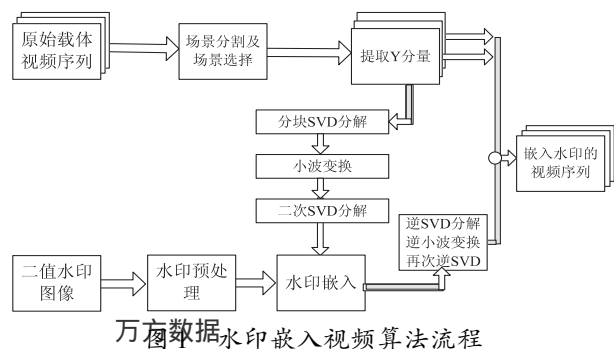 原始载体
视频序列
场景分割及
场景选择
提取Y分量
分块SVD分解
小波变换
二次SVD分解
嵌入水印的
视频序列
逆SVD分解
逆小波变换
再次逆SVD
二值水印
图像
水印预处
理
水印嵌入
万方数据
图1 水印嵌入视频算法流程